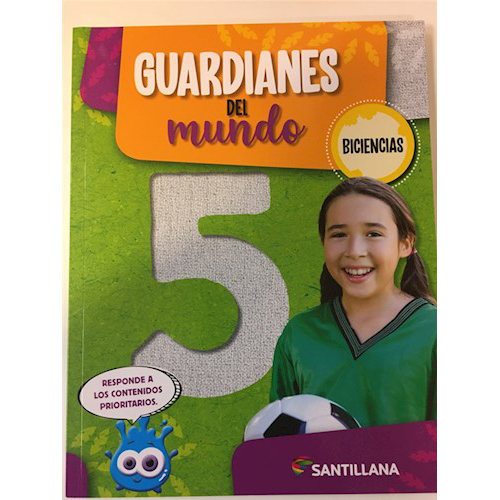 GUARDIANES
DEL
mundo
BICIENCIAS
5
RESPONDE A
LOS CONTENIDOS
PRIORITARIOS.
SANTILLANA